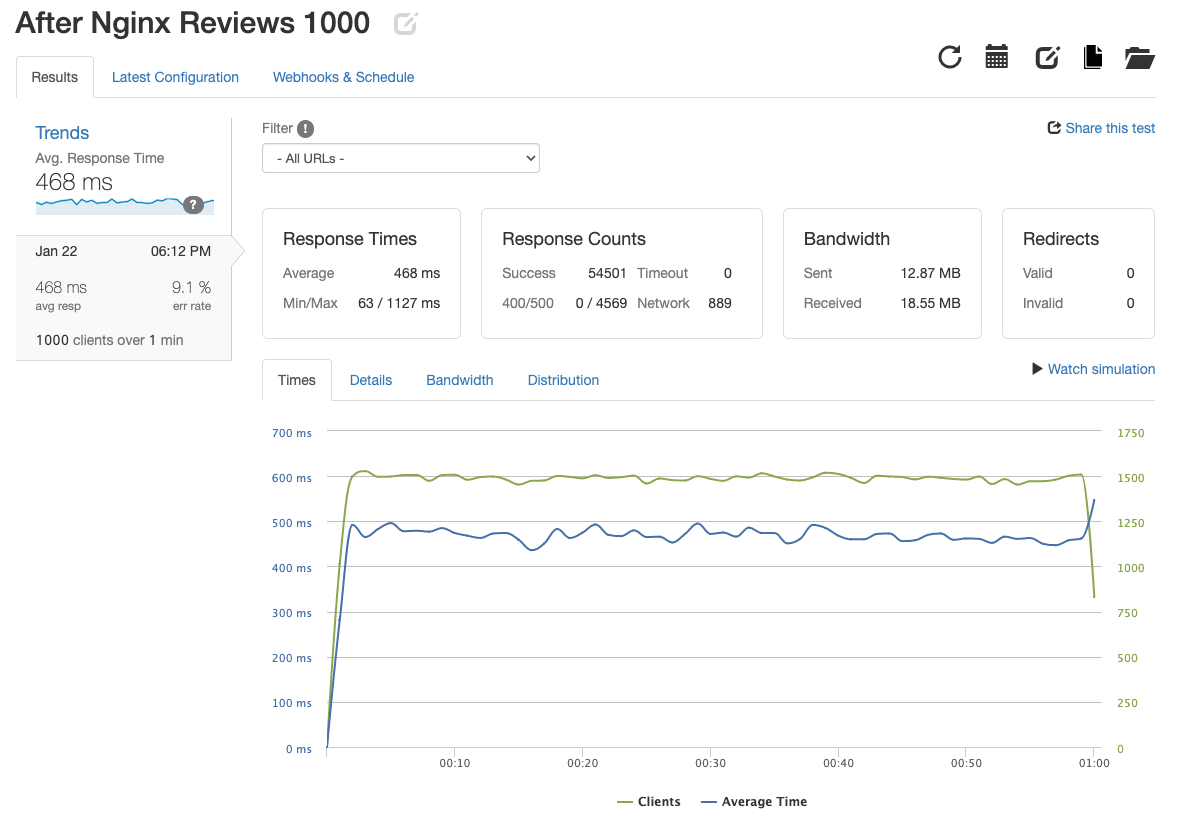 After Nginx Reviews 1000
Results Latest Configuration Webhooks & Schedule
Trends
Avg. Response Time
468 ms
?
Jan 22 06:12 PM
468 ms 9.1 %
avg resp err rate
1000 clients over 1 min
Filter !
Share this test
- All URLs -
Response Times
Average 468 ms
Min/Max 63 / 1127 ms
Response Counts
Success 54501 Timeout 0
400/500 0 / 4569 Network 889
Bandwidth
Sent 12.87 MB
Received 18.55 MB
Redirects
Valid 0
Invalid 0
Watch simulation
Times Details Bandwidth Distribution
700 ms 1750
600 ms 1500
500 ms 1250
400 ms 1000
300 ms 750
200 ms 500
100 ms 250
0 ms 0
00:10 00:20 00:30 00:40 00:50 01:00
Clients Average Time